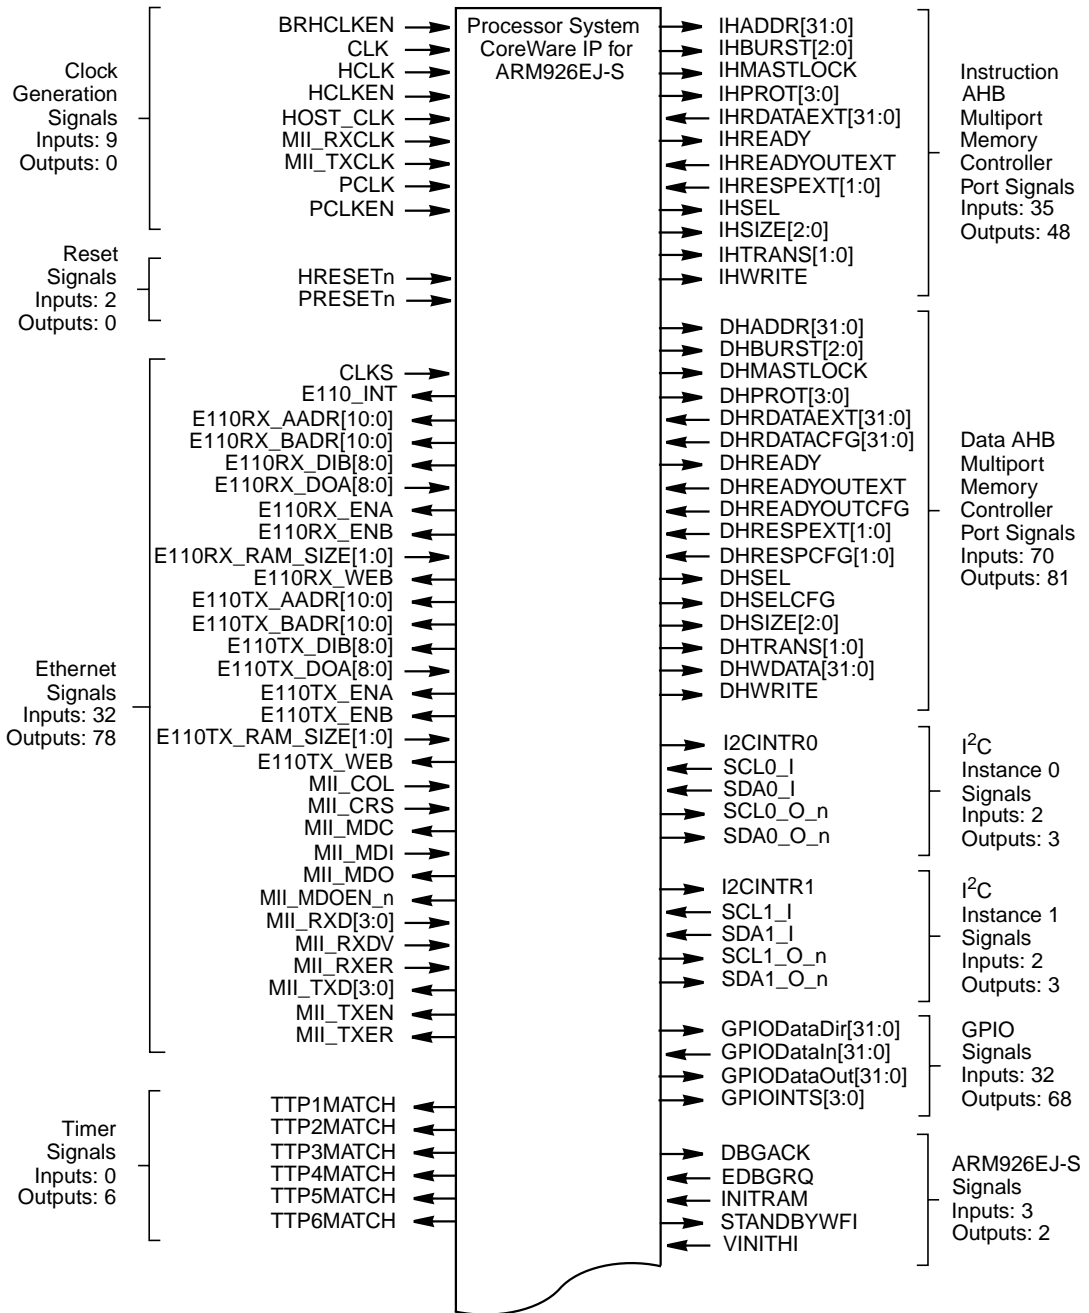 Processor System
CoreWare IP for
ARM926EJ-S
Clock
Generation
Signals
Inputs: 9
Outputs: 0
BRHCLKEN
CLK
HCLK
HCLKEN
HOST_CLK
MII_RXCLK
MII_TXCLK
PCLK
PCLKEN
Reset
Signals
Inputs: 2
Outputs: 0
HRESETn
PRESETn
Ethernet
Signals
Inputs: 32
Outputs: 78
CLKS
E110_INT
E110RX_AADR[10:0]
E110RX_BADR[10:0]
E110RX_DIB[8:0]
E110RX_DOA[8:0]
E110RX_ENA
E110RX_ENB
E110RX_RAM_SIZE[1:0]
E110RX_WEB
E110TX_AADR[10:0]
E110TX_BADR[10:0]
E110TX_DIB[8:0]
E110TX_DOA[8:0]
E110TX_ENA
E110TX_ENB
E110TX_RAM_SIZE[1:0]
E110TX_WEB
MII_COL
MII_CRS
MII_MDC
MII_MDI
MII_MDO
MII_MDOEN_n
MII_RXD[3:0]
MII_RXDV
MII_RXER
MII_TXD[3:0]
MII_TXEN
MII_TXER
Timer
Signals
Inputs: 0
Outputs: 6
TTP1MATCH
TTP2MATCH
TTP3MATCH
TTP4MATCH
TTP5MATCH
TTP6MATCH
IHADDR[31:0]
IHBURST[2:0]
IHMASTLOCK
IHPROT[3:0]
IHRDATAEXT[31:0]
IHREADY
IHREADYOUTEXT
IHRESPEXT[1:0]
IHSEL
IHSIZE[2:0]
IHTRANS[1:0]
IHWRITE
Instruction
AHB
Multiport
Memory
Controller
Port Signals
Inputs: 35
Outputs: 48
DHADDR[31:0]
DHBURST[2:0]
DHMASTLOCK
DHPROT[3:0]
DHRDATAEXT[31:0]
DHRDATACFG[31:0]
DHREADY
DHREADYOUTEXT
DHREADYOUTCFG
DHRESPEXT[1:0]
DHRESPCFG[1:0]
DHSEL
DHSELCFG
DHSIZE[2:0]
DHTRANS[1:0]
DHWDATA[31:0]
DHWRITE
Data AHB
Multiport
Memory
Controller
Port Signals
Inputs: 70
Outputs: 81
I2CINTR0
SCL0_I
SDA0_I
SCL0_O_n
SDA0_O_n
I²C
Instance 0
Signals
Inputs: 2
Outputs: 3
I2CINTR1
SCL1_I
SDA1_I
SCL1_O_n
SDA1_O_n
I²C
Instance 1
Signals
Inputs: 2
Outputs: 3
GPIODataDir[31:0]
GPIODataIn[31:0]
GPIODataOut[31:0]
GPIOINTS[3:0]
GPIO
Signals
Inputs: 32
Outputs: 68
DBGACK
EDBGRQ
INITRAM
STANDBYWFI
VINITHI
ARM926EJ-S
Signals
Inputs: 3
Outputs: 2